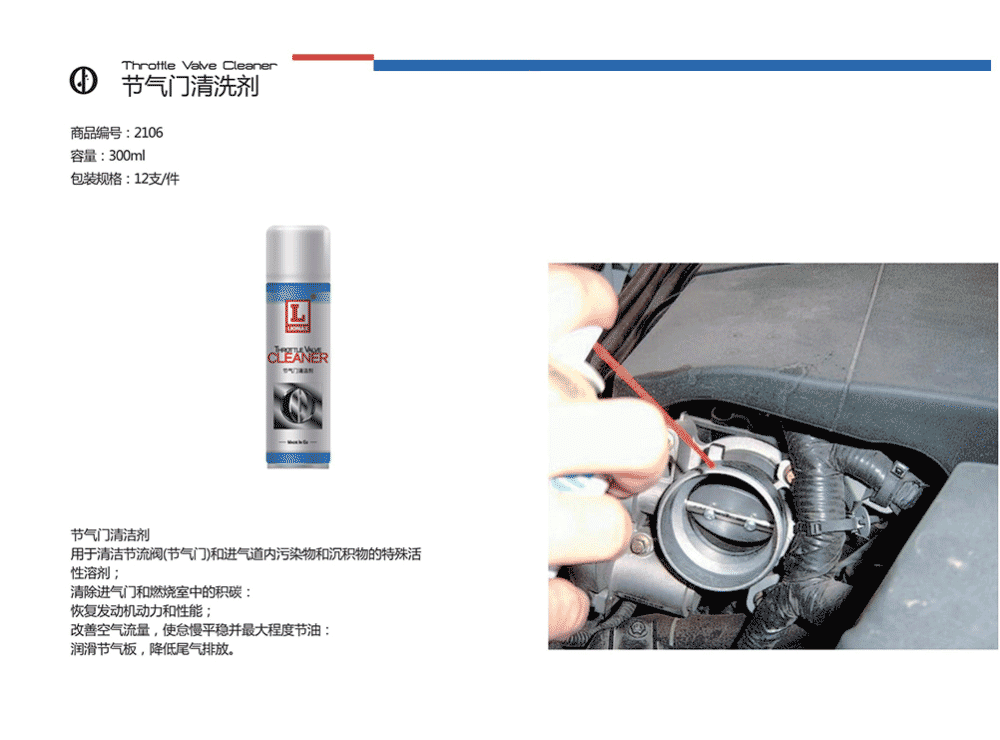 Throttle Valve Cleaner
节气门清洗剂
商品编号：2106
容量：300ml
包装规格：12支/件
L
THROTTLE VALVE
CLEANER
节气门清洁剂
节气门清洁剂
用于清洁节流阀(节气门)和进气道内污染物和沉积物的特殊活
性溶剂；
清除进气门和燃烧室中的积碳：
恢复发动机动力和性能；
改善空气流量，使怠慢平稳并最大程度节油：
润滑节气板，降低尾气排放。